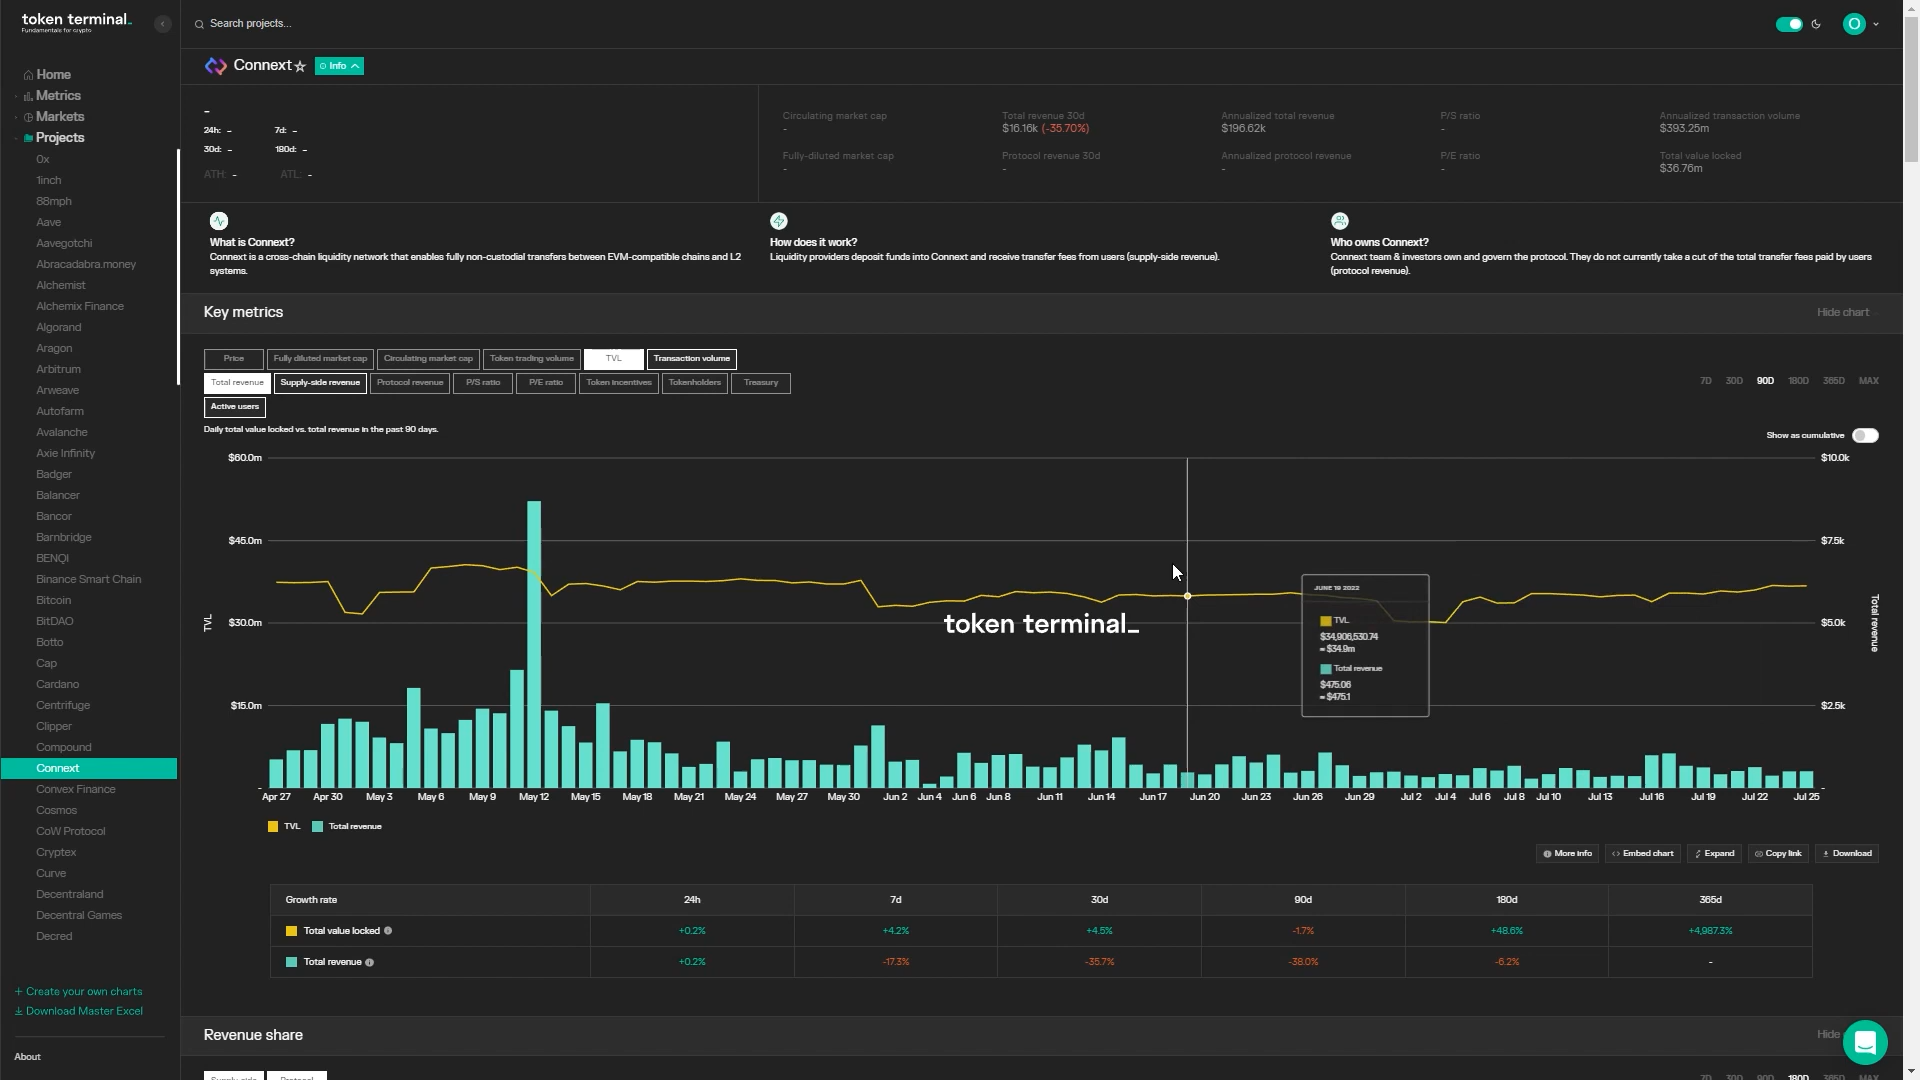 token terminal_
Fundamentals for crypto
Search projects...
O
Home
Metrics
Markets
Projects
0x
1inch
88mph
Aave
Aavegotchi
Abracadabra.money
Alchemist
Alchemix Finance
Algorand
Aragon
Arbitrum
Arweave
Autofarm
Avalanche
Axie Infinity
Badger
Balancer
Bancor
Barnbridge
BENQI
Binance Smart Chain
Bitcoin
BitDAO
Botto
Cap
Cardano
Centrifuge
Clipper
Compound
Connext
Convex Finance
Cosmos
CoW Protocol
Cryptex
Curve
Decentraland
Decentral Games
Decred
+ Create your own charts
Download Master Excel
About
Connext Info
-
24h: - 7d: -
30d: - 180d: -
ATH: - ATL: -
Circulating market cap
-
Total revenue 30d
$16.16k (-35.70%)
Annualized total revenue
$196.62k
P/S ratio
-
Annualized transaction volume
$393.25m
Fully-diluted market cap
-
Protocol revenue 30d
-
Annualized protocol revenue
-
P/E ratio
-
Total value locked
$36.76m
What is Connext?
Connext is a cross-chain liquidity network that enables fully non-custodial transfers between EVM-compatible chains and L2
systems.
How does it work?
Liquidity providers deposit funds into Connext and receive transfer fees from users (supply-side revenue).
Who owns Connext?
Connext team & investors own and govern the protocol. They do not currently take a cut of the total transfer fees paid by users
(protocol revenue).
Key metrics Hide chart
Price Fully diluted market cap Circulating market cap Token trading volume TVL Transaction volume
Total revenue Supply-side revenue Protocol revenue P/S ratio P/E ratio Token incentives Tokenholders Treasury
Active users
7D 30D 90D 180D 365D MAX
Daily total value locked vs. total revenue in the past 90 days.
Show as cumulative
$60.0m $10.0k
$45.0m $7.5k
$30.0m $5.0k
$15.0m $2.5k
- -
TVL
Total revenue
token terminal_
JUNE 19 2022
TVL
$34,906,530.74
≈ $34.9m
Total revenue
$475.06
≈ $475.1
Apr 27 Apr 30 May 3 May 6 May 9 May 12 May 15 May 18 May 21 May 24 May 27 May 30 Jun 2 Jun 4 Jun 6 Jun 8 Jun 11 Jun 14 Jun 17 Jun 20 Jun 23 Jun 26 Jun 29 Jul 2 Jul 4 Jul 6 Jul 8 Jul 10 Jul 13 Jul 16 Jul 19 Jul 22 Jul 25
TVL Total revenue
More info Embed chart Expand Copy link Download
Growth rate 24h 7d 30d 90d 180d 365d
Total value locked +0.2% +4.2% +4.5% -1.7% +48.6% +4,987.3%
Total revenue +0.2% -17.3% -35.7% -38.0% -6.2% -
Revenue share Hide
Supply-side Protocol
7D 30D 90D 180D 365D MAX